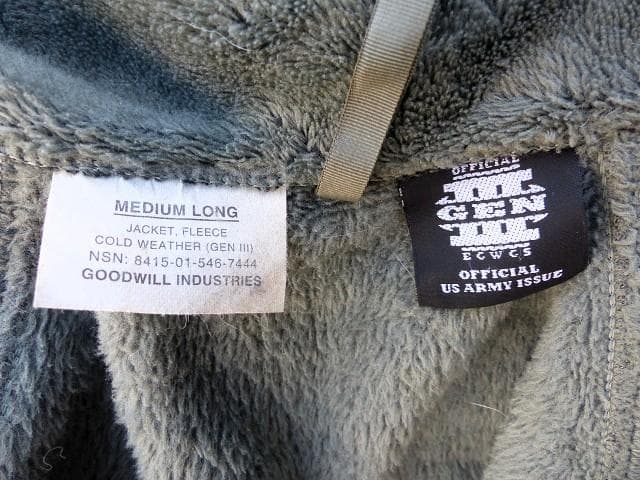 MEDIUM LONG
JACKET, FLEECE
COLD WEATHER (GEN III)
NSN: 8415-01-546-7444
GOODWILL INDUSTRIES
OFFICIAL
III
GEN
ECWCS
OFFICIAL
US ARMY ISSUE